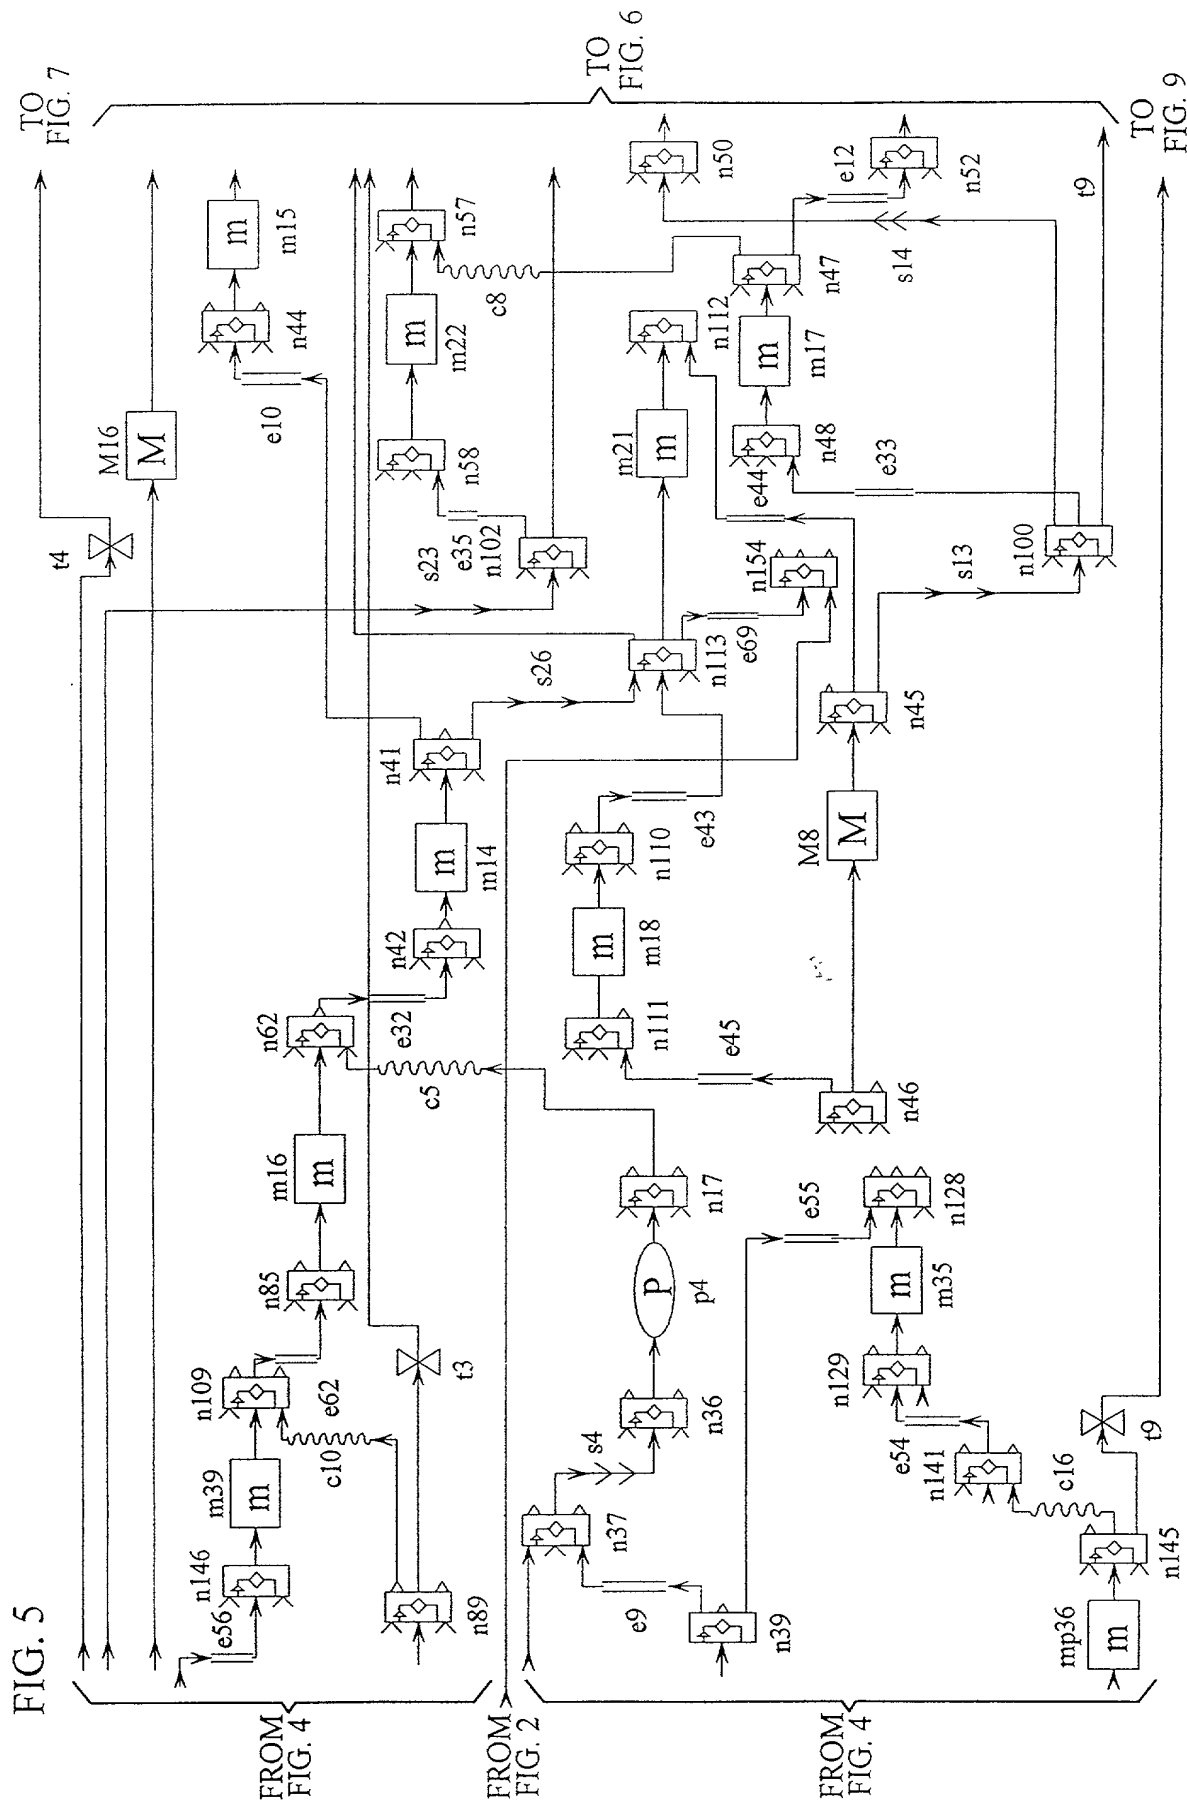 FIG. 5
TO
FIG. 7
TO
FIG. 6
TO
FIG. 9
FROM
FIG. 4
FROM
FIG. 2
FROM
FIG. 4
t4
M16
M
e10
n44
m
m15
e56
n146
m39
m
n109
e62
c10
n85
m16
m
n62
e32
c5
n42
m
m14
n41
s26
s23
e35
n102
n58
m
m22
n57
c8
n89
t3
n37
s4
n36
P
p4
n17
e9
n39
e55
n111
m
m18
n110
e43
e45
n46
M8
M
n45
n113
e69
n154
m21
m
n112
e44
n48
m
m17
n47
e33
s13
n100
s14
n50
e12
n52
t9
mp36
m
n145
c16
n141
e54
n129
m
m35
n128
t9